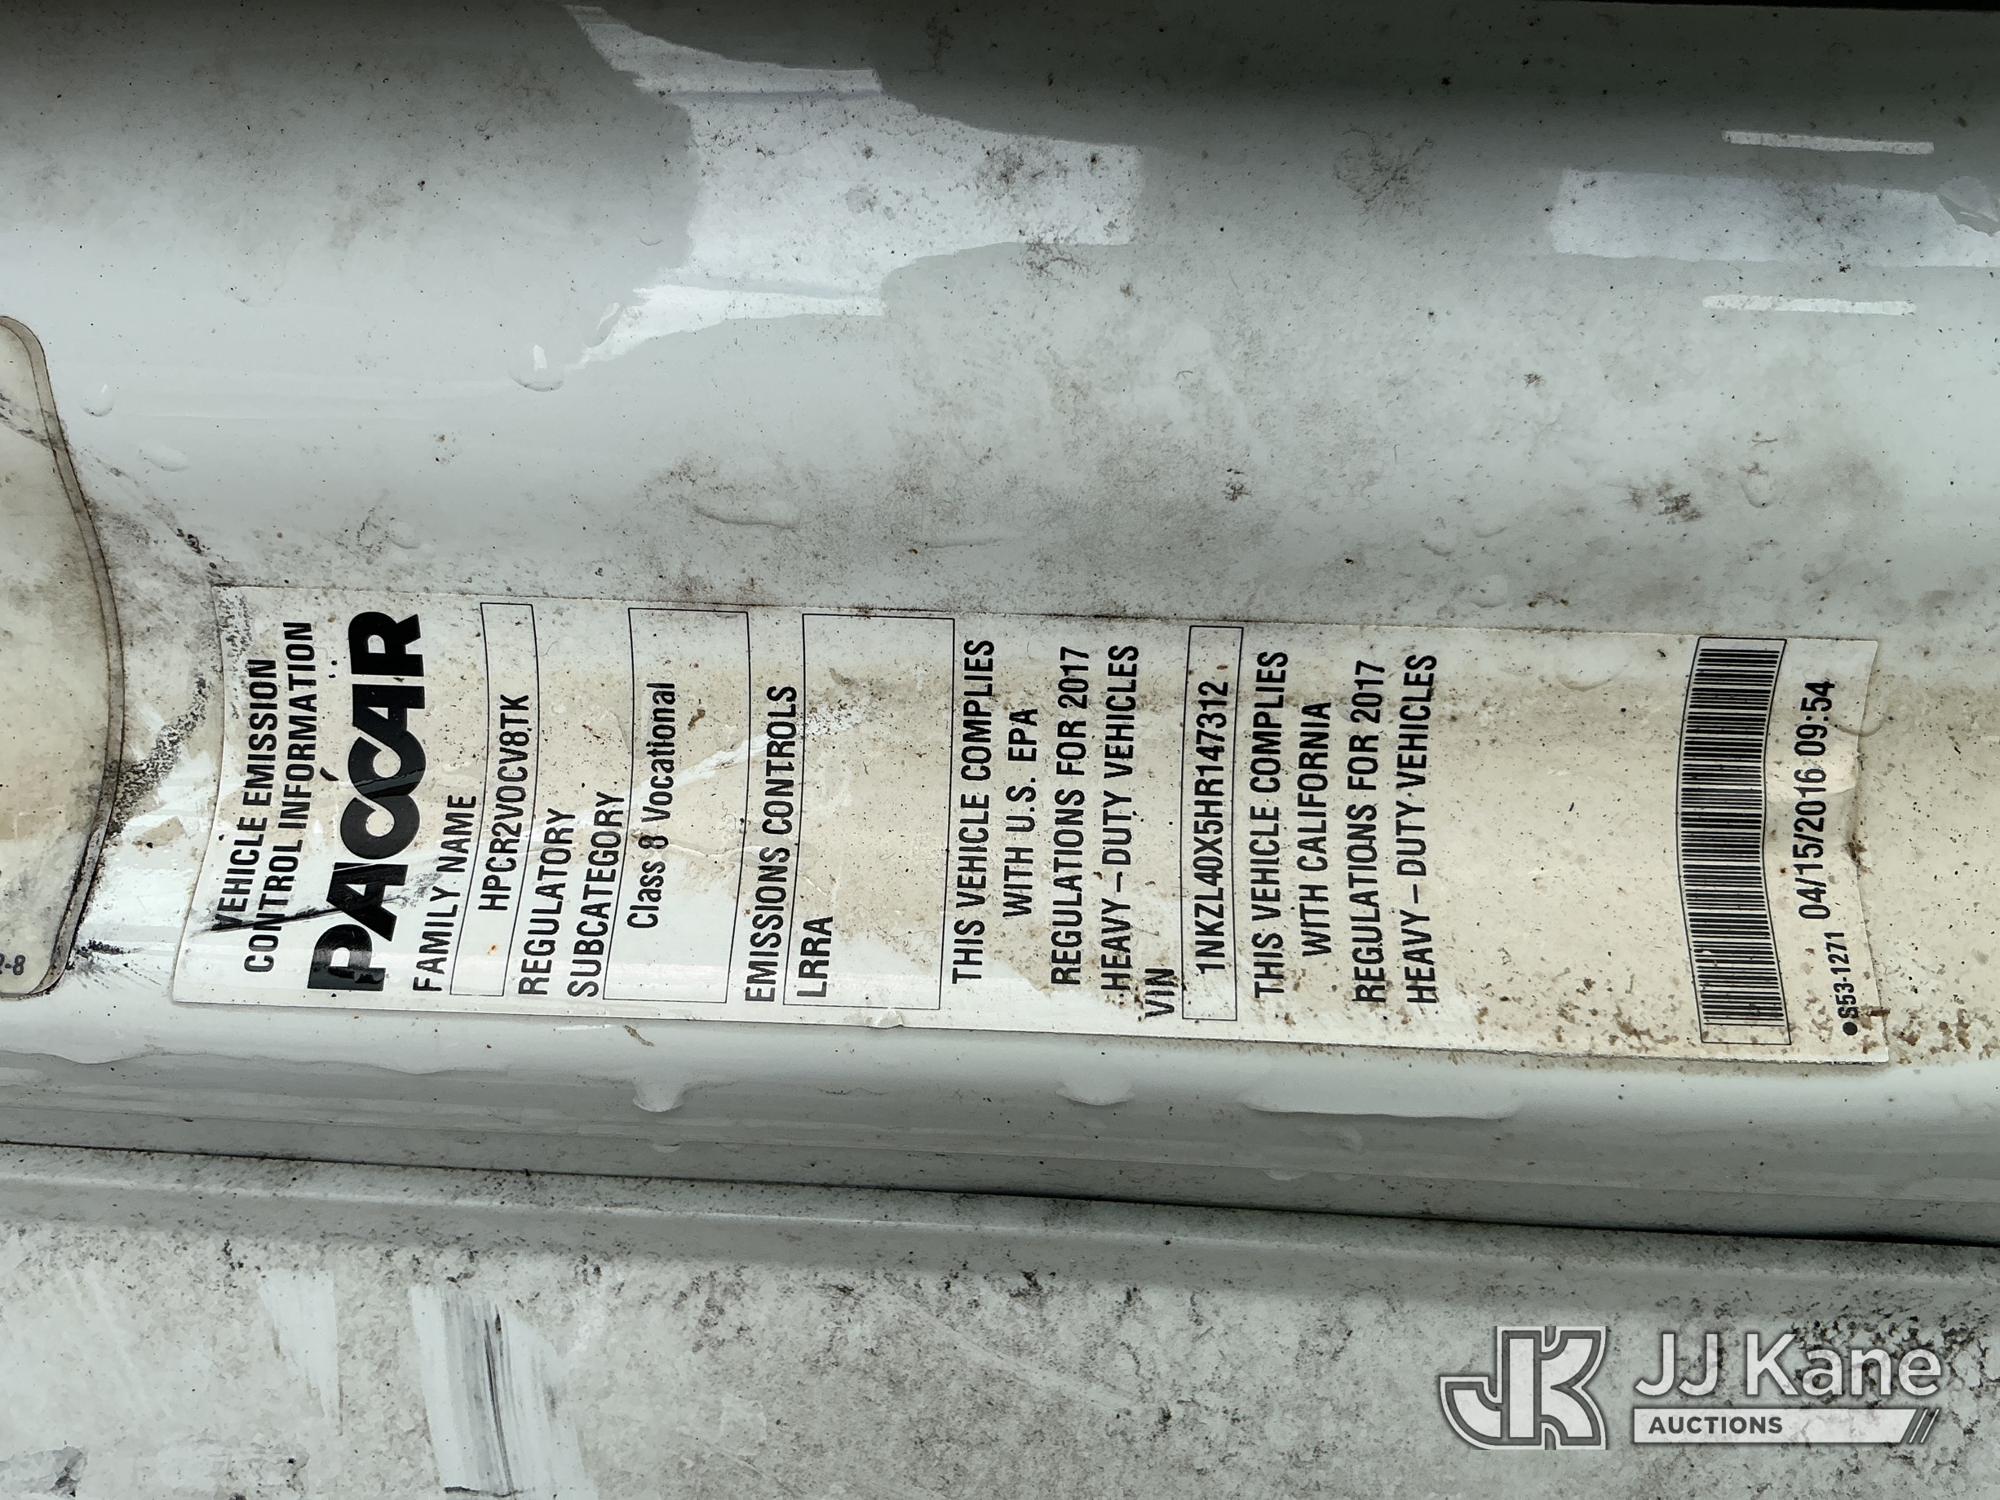 VEHICLE EMISSION
CONTROL INFORMATION
PACCAR
FAMILY NAME
HPCR2VOCV8TK
REGULATORY
SUBCATEGORY
Class 8 Vocational
EMISSIONS CONTROLS
LRRA
THIS VEHICLE COMPLIES
WITH U.S. EPA
REGULATIONS FOR 2017
HEAVY-DUTY VEHICLES
VIN
1NKZL40X5HR147312
THIS VEHICLE COMPLIES
WITH CALIFORNIA
REGULATIONS FOR 2017
HEAVY-DUTY VEHICLES
04/15/2016 09:54
●S53-1271
JK JJ Kane
AUCTIONS